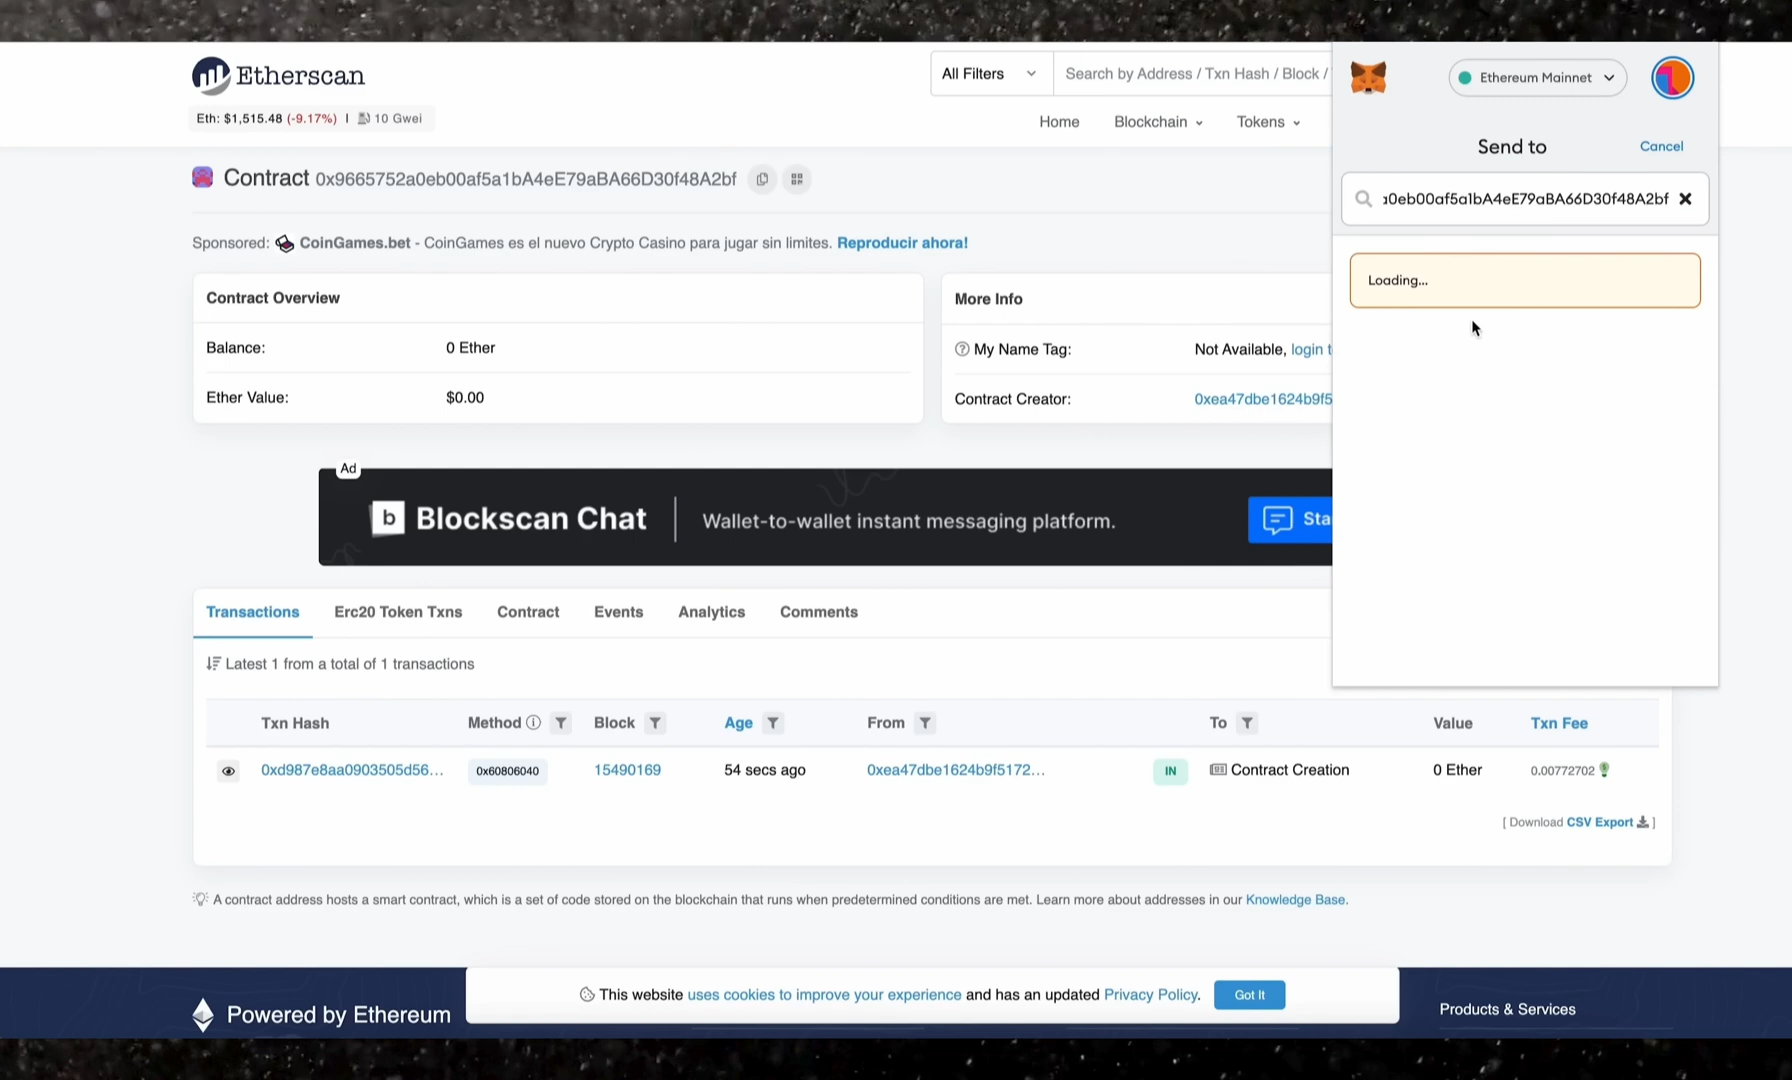 Etherscan
All Filters
Search by Address / Txn Hash / Block /
Eth: $1,515.48 (-9.17%) | 10 Gwei
Home
Blockchain
Tokens
Contract 0x9665752a0eb00af5a1bA4eE79aBA66D30f48A2bf
Sponsored: CoinGames.bet - CoinGames es el nuevo Crypto Casino para jugar sin limites. Reproducir ahora!
Contract Overview
Balance: 0 Ether
Ether Value: $0.00
More Info
My Name Tag: Not Available, login t
Contract Creator: 0xea47dbe1624b9f5
Ad
b Blockscan Chat
Wallet-to-wallet instant messaging platform.
Sta
Ethereum Mainnet
Send to
Cancel
a0eb00af5a1bA4eE79aBA66D30f48A2bf
Loading...
Transactions
Erc20 Token Txns
Contract
Events
Analytics
Comments
Latest 1 from a total of 1 transactions
Txn Hash Method Block Age From To Value Txn Fee
0xd987e8aa0903505d56... 0x60806040 15490169 54 secs ago 0xea47dbe1624b9f5172... IN Contract Creation 0 Ether 0.00772702
[ Download CSV Export ]
A contract address hosts a smart contract, which is a set of code stored on the blockchain that runs when predetermined conditions are met. Learn more about addresses in our Knowledge Base.
This website uses cookies to improve your experience and has an updated Privacy Policy.
Got It
Powered by Ethereum
Products & Services